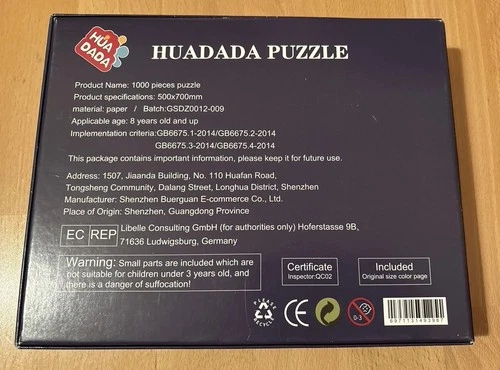 HUA
DADA
HUADADA PUZZLE
Product Name: 1000 pieces puzzle
Product specifications: 500x700mm
material: paper / Batch:GSDZ0012-009
Applicable age: 8 years old and up
Implementation criteria:GB6675.1-2014/GB6675.2-2014
GB6675.3-2014/GB6675.4-2014
This package contains important information, please keep it for future use.
Address: 1507, Jiaanda Building, No. 110 Huafan Road,
Tongsheng Community, Dalang Street, Longhua District, Shenzhen
Manufacturer: Shenzhen Buerguan E-commerce Co., Ltd.
Place of Origin: Shenzhen, Guangdong Province
EC REP
Libelle Consulting GmbH (for authorities only) Hoferstasse 9B,
71636 Ludwigsburg, Germany
Warning: Small parts are included which are
not suitable for children under 3 years old, and
there is a danger of suffocation!
Certificate
Inspector:QC02
Included
Original size color page
PLEASE
RECYCLE
CE
0-3
6971131493987